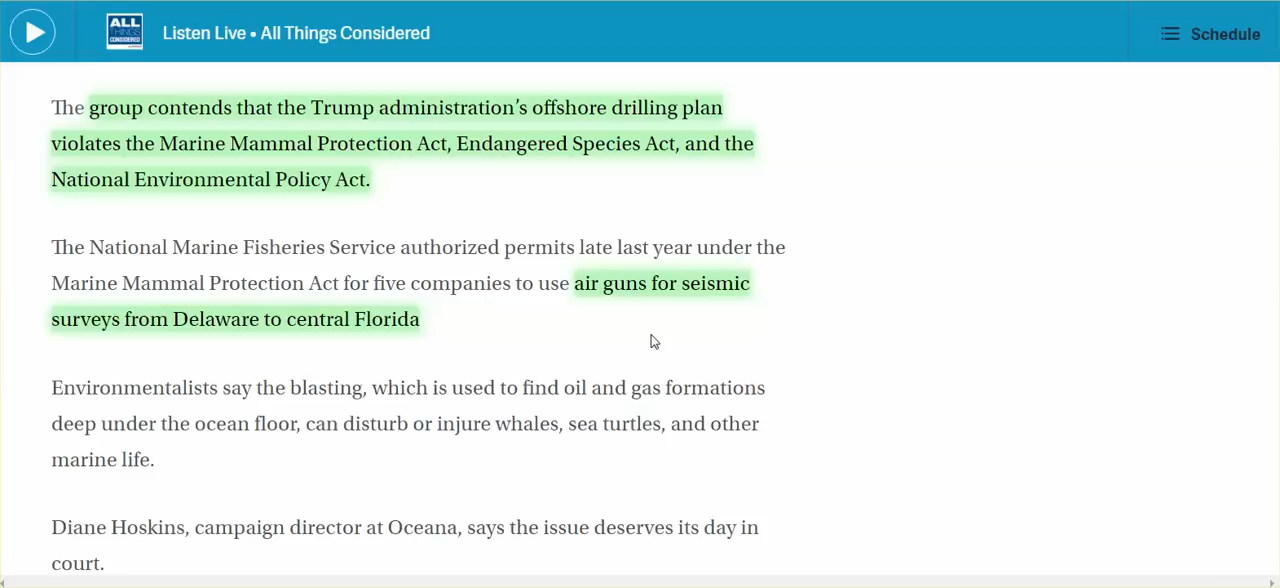 ALL
THINGS
CONSIDERED
Listen Live • All Things Considered
Schedule
The group contends that the Trump administration’s offshore drilling plan
violates the Marine Mammal Protection Act, Endangered Species Act, and the
National Environmental Policy Act.
The National Marine Fisheries Service authorized permits late last year under the
Marine Mammal Protection Act for five companies to use air guns for seismic
surveys from Delaware to central Florida
Environmentalists say the blasting, which is used to find oil and gas formations
deep under the ocean floor, can disturb or injure whales, sea turtles, and other
marine life.
Diane Hoskins, campaign director at Oceana, says the issue deserves its day in
court.